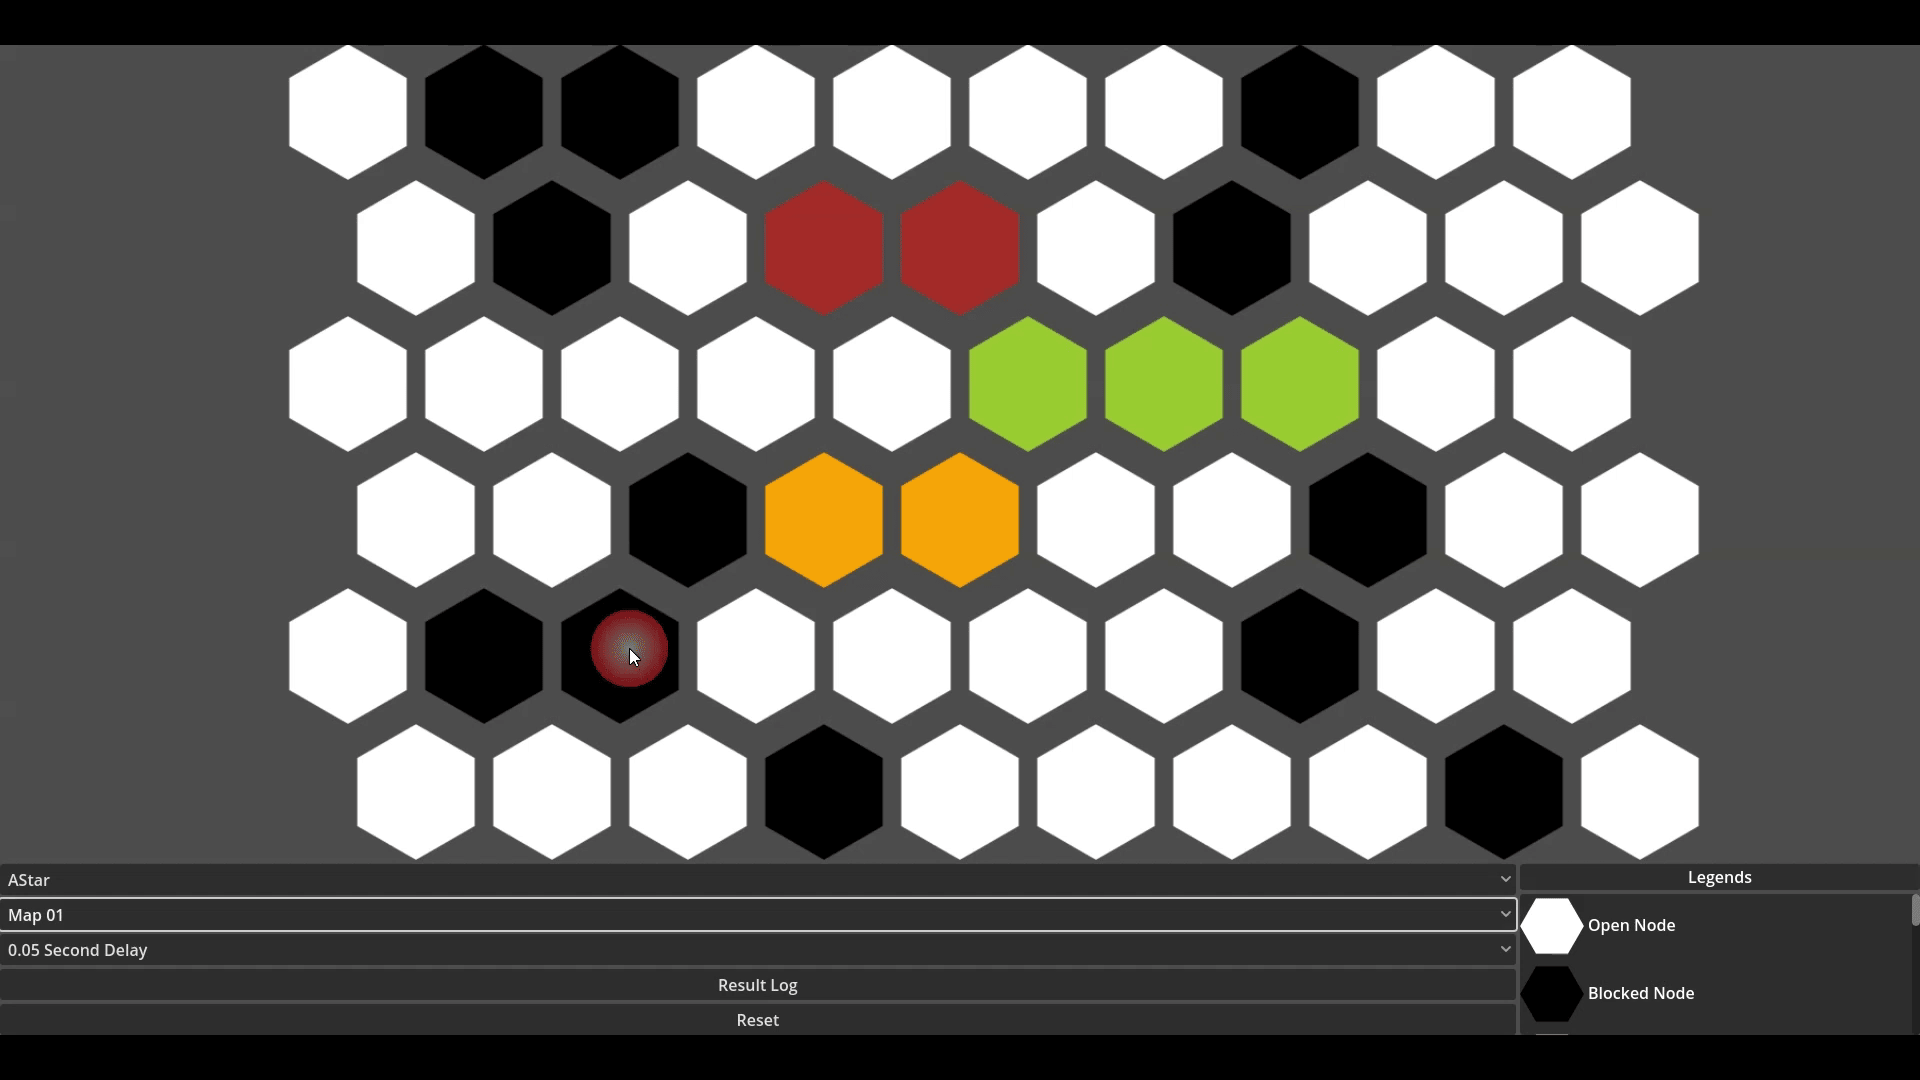 AStar
Map 01
0.05 Second Delay
Result Log
Reset
Legends
Open Node
Blocked Node